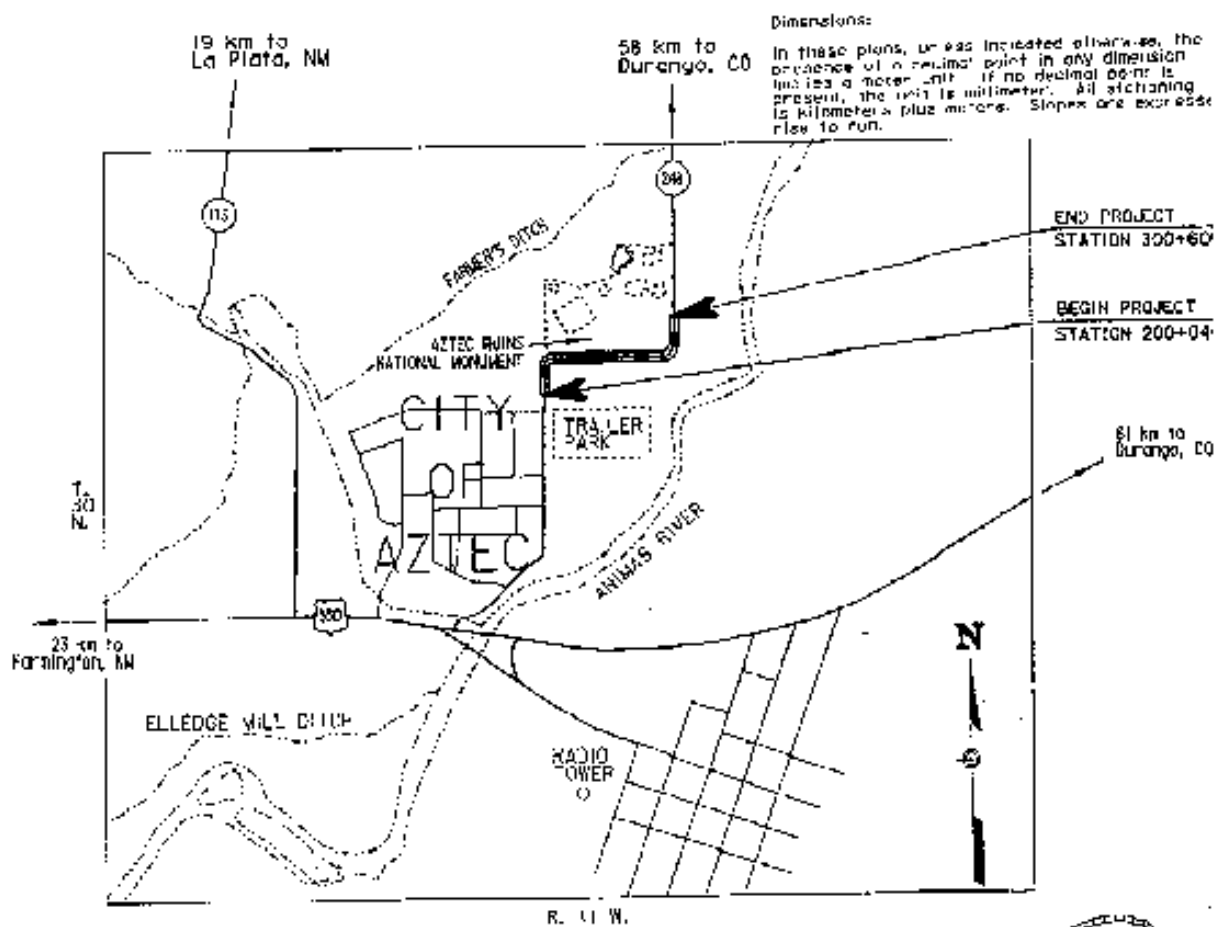 19 km to
La Plata, NM
58 km to
Durango, CO
Dimensions:
In these plans, unless indicated otherwise, the
presence of a decimal point in any dimension
implies a meter unit. If no decimal point is
present, the unit is millimeter. All stationing
is kilometers plus meters. Slopes are expresse
rise to run.
FARMER'S DITCH
END PROJECT
STATION 300+60
BEGIN PROJECT
STATION 200+04
AZTEC RUINS
NATIONAL MONUMENT
CITY
OF
AZTEC
TRAILER
PARK
61 km to
Durango, CO
T.
30
N.
ANIMAS RIVER
550
23 km to
Farmington, NM
N
ELLEDGE MILL DITCH
RADIO
TOWER
R. W.